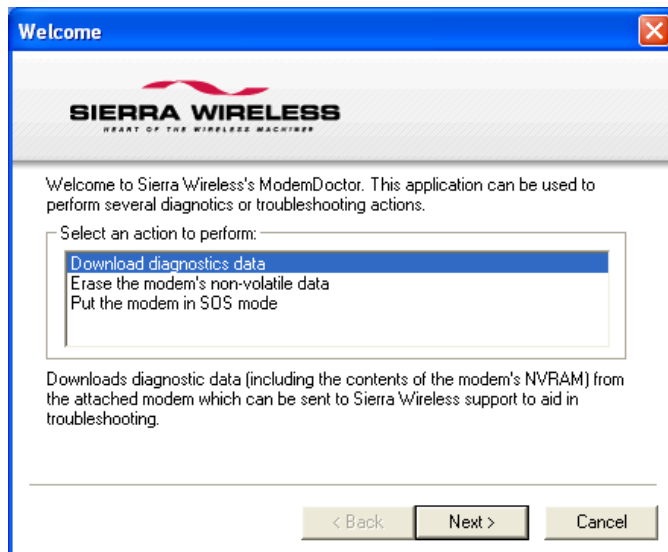 Welcome
SIERRA WIRELESS
HEART OF THE WIRELESS MACHINE®
Welcome to Sierra Wireless's ModemDoctor. This application can be used to
perform several diagnotics or troubleshooting actions.
Select an action to perform:
Download diagnostics data
Erase the modem's non-volatile data
Put the modem in SOS mode
Downloads diagnostic data (including the contents of the modem's NVRAM) from
the attached modem which can be sent to Sierra Wireless support to aid in
troubleshooting.
< Back
Next >
Cancel